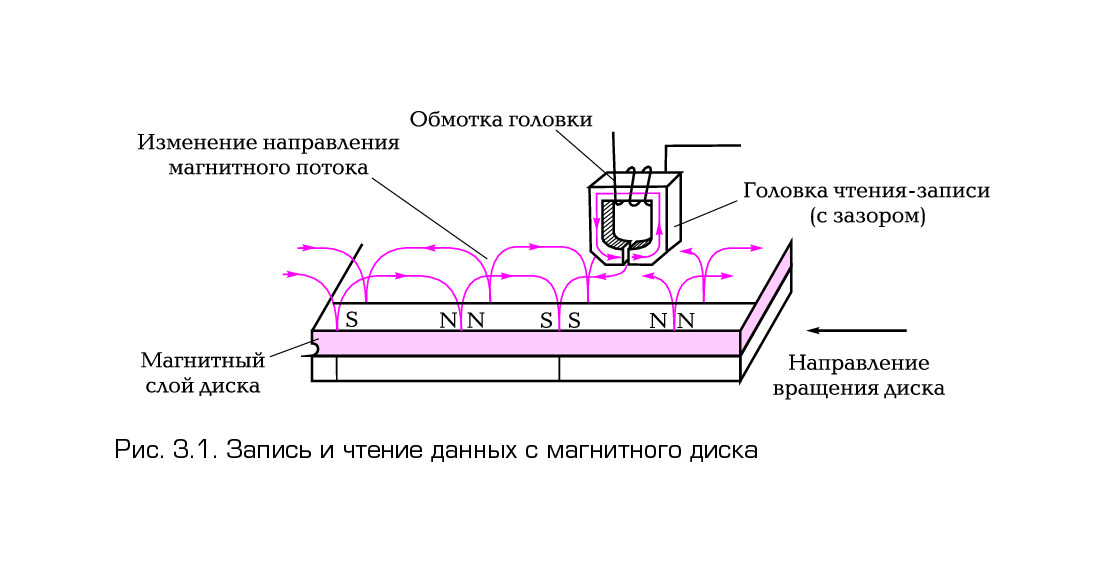 Обмотка головки
Изменение направления
магнитного потока
Головка чтения-записи
(с зазором)
S N N S S N N
Магнитный
слой диска
Направление
вращения диска
Рис. 3.1. Запись и чтение данных с магнитного диска